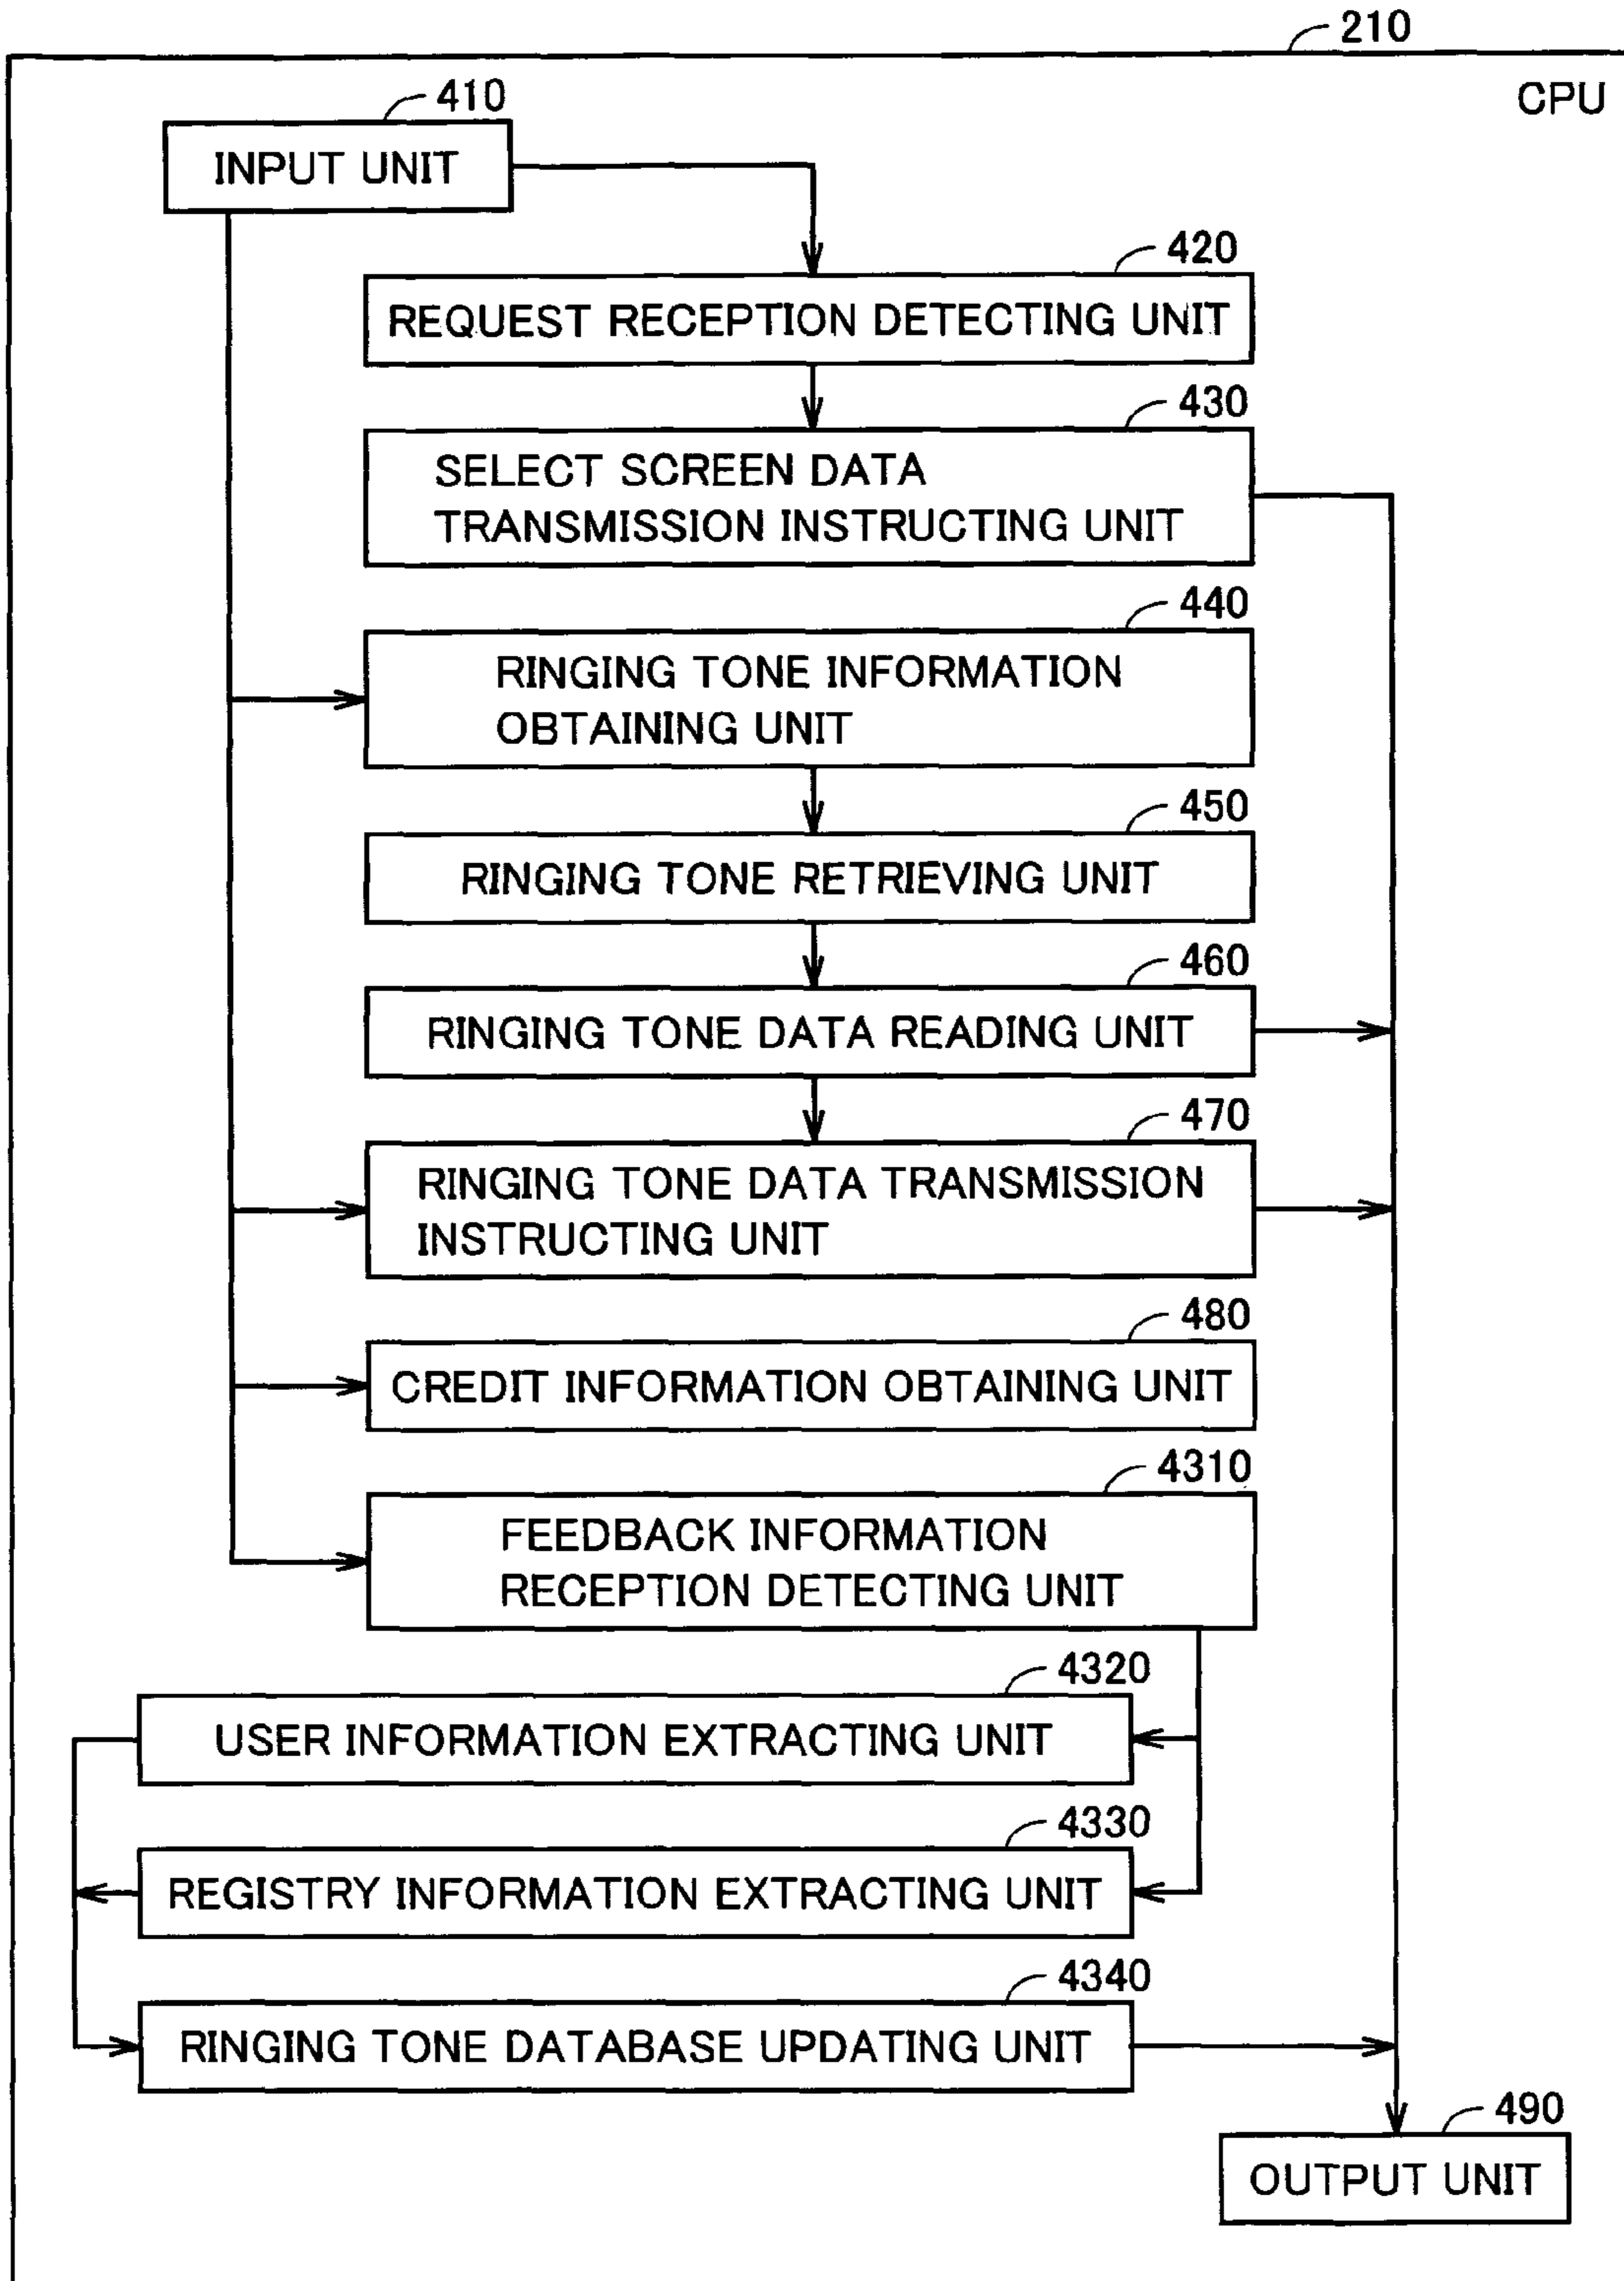 210
CPU
410
INPUT UNIT
420
REQUEST RECEPTION DETECTING UNIT
430
SELECT SCREEN DATA
TRANSMISSION INSTRUCTING UNIT
440
RINGING TONE INFORMATION
OBTAINING UNIT
450
RINGING TONE RETRIEVING UNIT
460
RINGING TONE DATA READING UNIT
470
RINGING TONE DATA TRANSMISSION
INSTRUCTING UNIT
480
CREDIT INFORMATION OBTAINING UNIT
4310
FEEDBACK INFORMATION
RECEPTION DETECTING UNIT
4320
USER INFORMATION EXTRACTING UNIT
4330
REGISTRY INFORMATION EXTRACTING UNIT
4340
RINGING TONE DATABASE UPDATING UNIT
490
OUTPUT UNIT